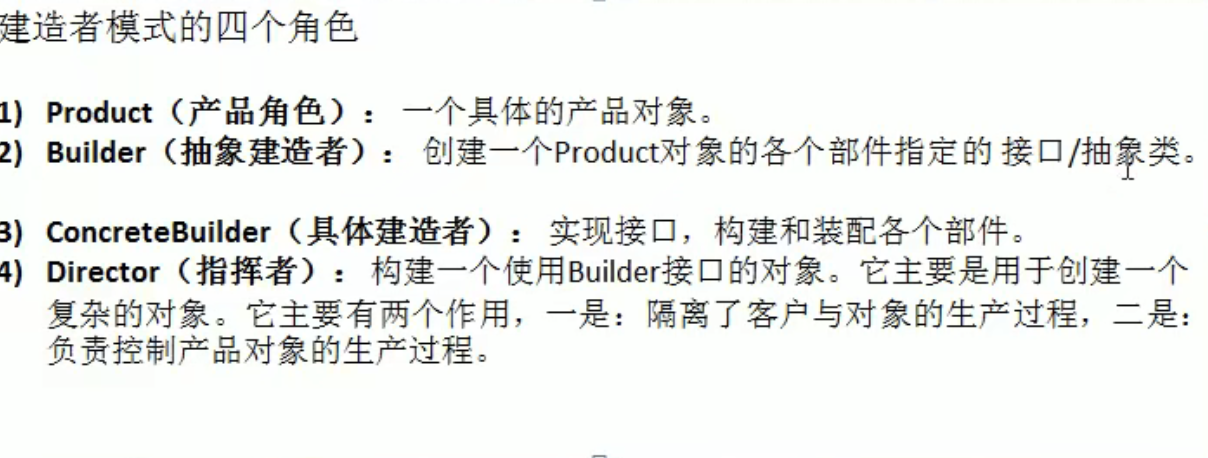 建造者模式的四个角色
1) Product（产品角色）： 一个具体的产品对象。
2) Builder（抽象建造者）： 创建一个Product对象的各个部件指定的 接口/抽象类。
3) ConcreteBuilder（具体建造者）： 实现接口，构建和装配各个部件。
4) Director（指挥者）： 构建一个使用Builder接口的对象。它主要是用于创建一个
复杂的对象。它主要有两个作用，一是：隔离了客户与对象的生产过程，二是：
负责控制产品对象的生产过程。